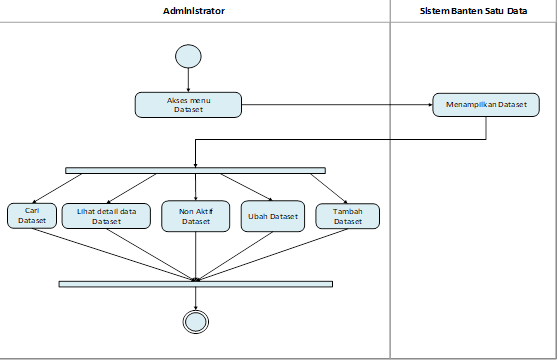 Administrator
Sistem Banten Satu Data
Akses menu
Dataset
Menampilkan Dataset
Cari
Dataset
Lihat detail data
Dataset
Non Aktif
Dataset
Ubah Dataset
Tambah
Dataset